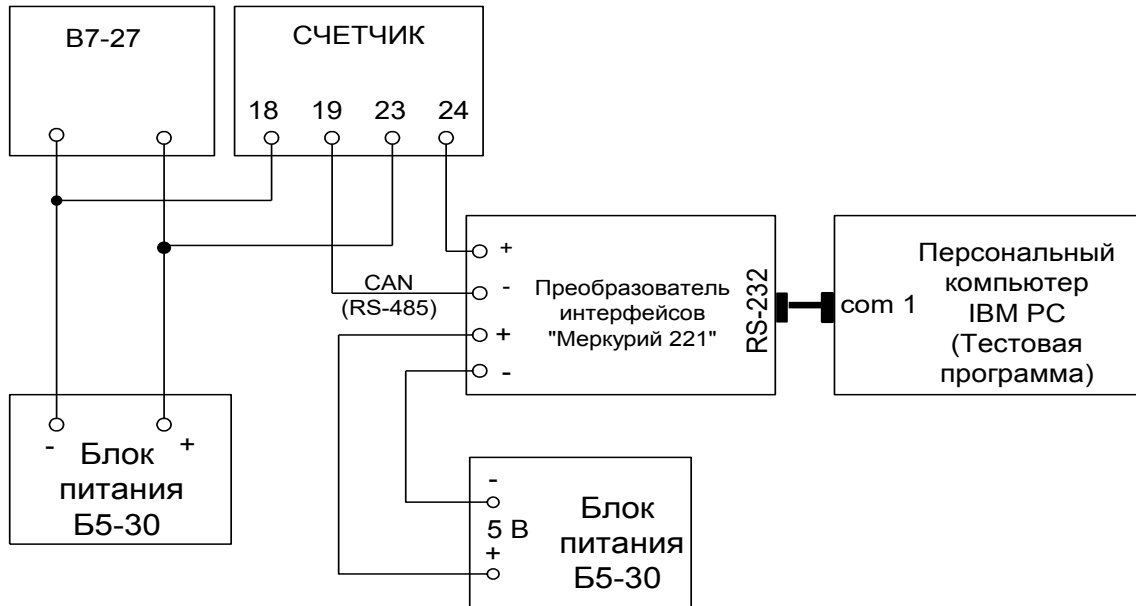 В7-27
СЧЕТЧИК
18 19 23 24
+
-
+
-
CAN
(RS-485)
Преобразователь
интерфейсов
"Меркурий 221"
RS-232
com 1
Персональный
компьютер
IBM PC
(Тестовая
программа)
- +
Блок
питания
Б5-30
-
5 В
+
Блок
питания
Б5-30